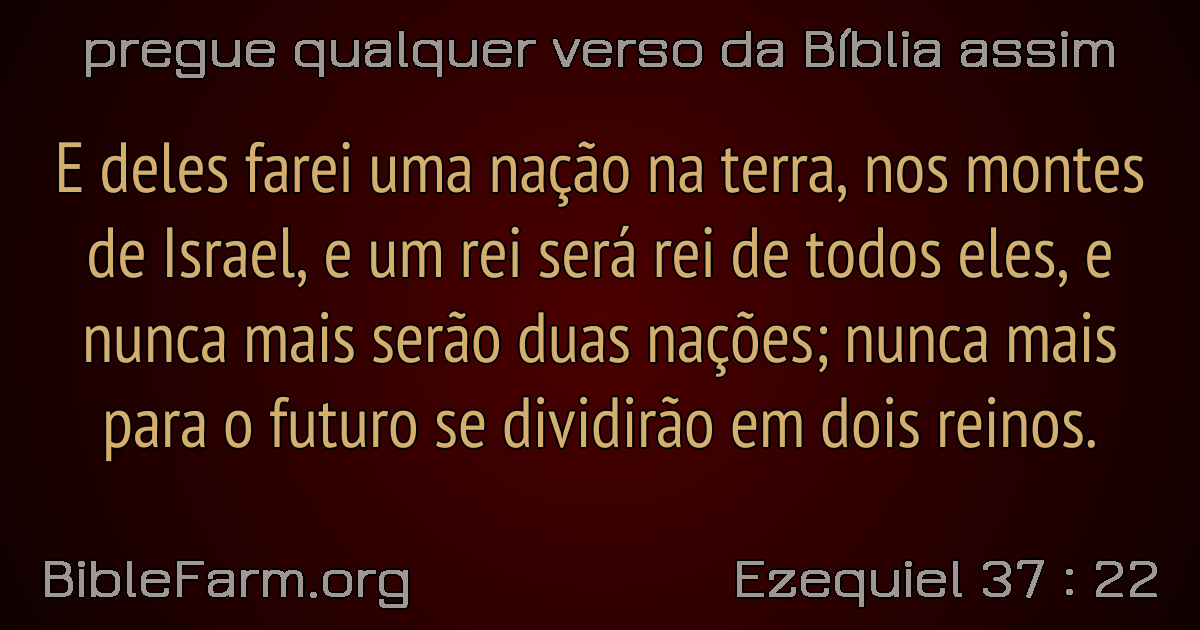 pregue qualquer verso da Bíblia assim
E deles farei uma nação na terra, nos montes
de Israel, e um rei será rei de todos eles, e
nunca mais serão duas nações; nunca mais
para o futuro se dividirão em dois reinos.
BibleFarm.org
Ezequiel 37 : 22